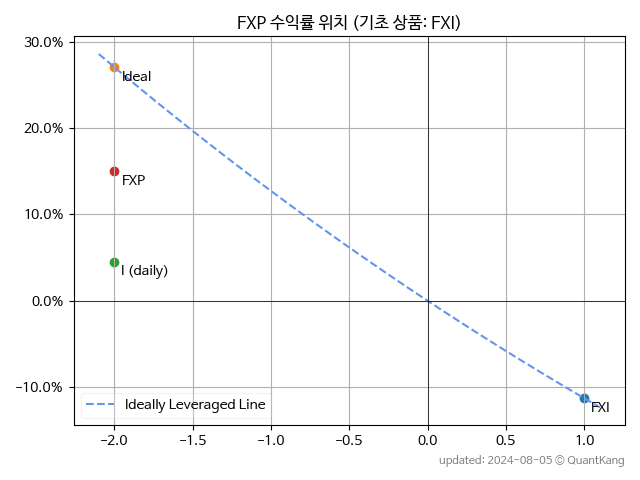 FXP 수익률 위치 (기초 상품: FXI)
30.0%
Ideal
20.0%
FXP
10.0%
I (daily)
0.0%
−10.0%
Ideally Leveraged Line
FXI
−2.0 −1.5 −1.0 −0.5 0.0 0.5 1.0
updated: 2024-08-05 © QuantKang